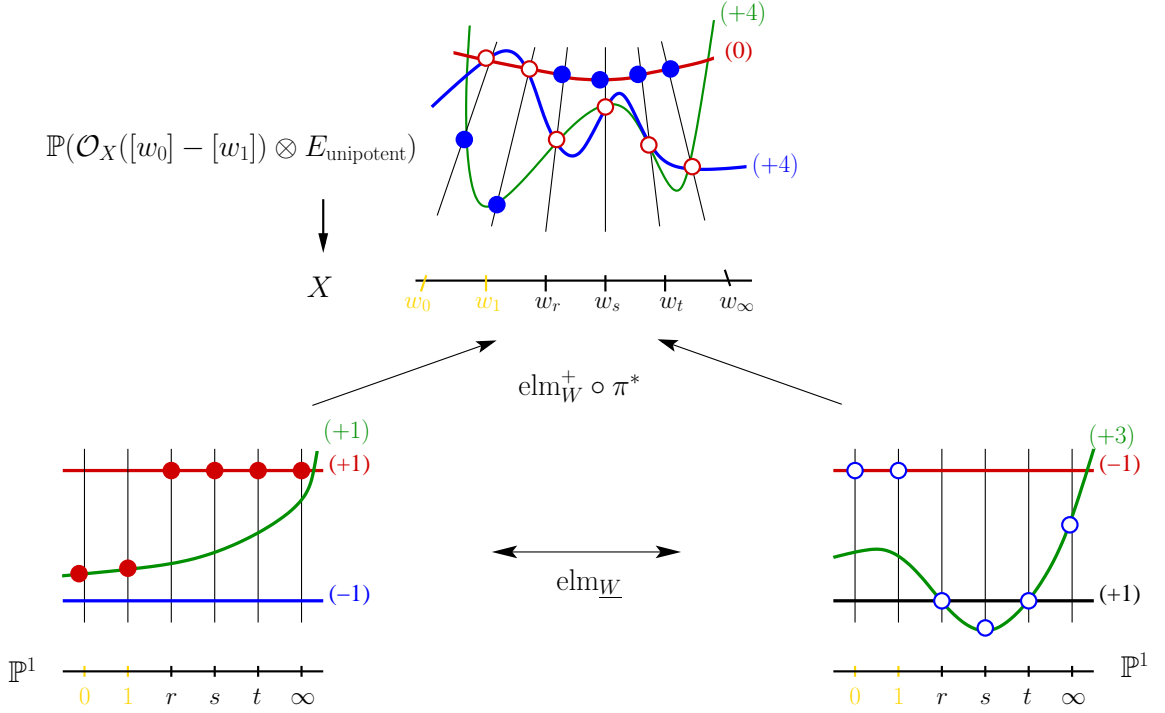 (+4)
(0)
ℙ(𝒪_X([w_0] − [w_1]) ⊗ E_unipotent)
(+4)
X
w_0 w_1 w_r w_s w_t w_∞
elm_W^+ ∘ π^*
(+1)
(+1)
(−1)
ℙ^1
0 1 r s t ∞
elm_W
(+3)
(−1)
(+1)
ℙ^1
0 1 r s t ∞